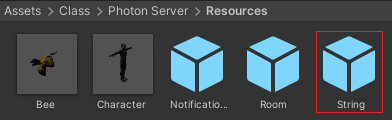 Assets > Class > Photon Server > Resources
Bee Character Notificatio... Room String